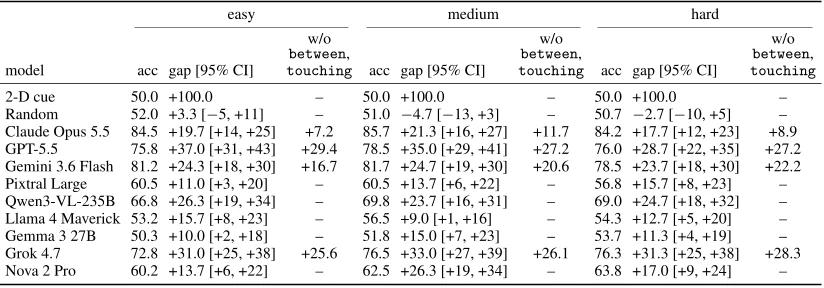 easy medium hard
w/o w/o w/o
between, between, between,
model acc gap [95% CI] touching acc gap [95% CI] touching acc gap [95% CI] touching
2-D cue 50.0 +100.0 – 50.0 +100.0 – 50.0 +100.0 –
Random 52.0 +3.3 [−5, +11] – 51.0 −4.7 [−13, +3] – 50.7 −2.7 [−10, +5] –
Claude Opus 5.5 84.5 +19.7 [+14, +25] +7.2 85.7 +21.3 [+16, +27] +11.7 84.2 +17.7 [+12, +23] +8.9
GPT-5.5 75.8 +37.0 [+31, +43] +29.4 78.5 +35.0 [+29, +41] +27.2 76.0 +28.7 [+22, +35] +27.2
Gemini 3.6 Flash 81.2 +24.3 [+18, +30] +16.7 81.7 +24.7 [+19, +30] +20.6 78.5 +23.7 [+18, +30] +22.2
Pixtral Large 60.5 +11.0 [+3, +20] – 60.5 +13.7 [+6, +22] – 56.8 +15.7 [+8, +23] –
Qwen3-VL-235B 66.8 +26.3 [+19, +34] – 69.8 +23.7 [+16, +31] – 69.0 +24.7 [+18, +32] –
Llama 4 Maverick 53.2 +15.7 [+8, +23] – 56.5 +9.0 [+1, +16] – 54.3 +12.7 [+5, +20] –
Gemma 3 27B 50.3 +10.0 [+2, +18] – 51.8 +15.0 [+7, +23] – 53.7 +11.3 [+4, +19] –
Grok 4.7 72.8 +31.0 [+25, +38] +25.6 76.5 +33.0 [+27, +39] +26.1 76.3 +31.3 [+25, +38] +28.3
Nova 2 Pro 60.2 +13.7 [+6, +22] – 62.5 +26.3 [+19, +34] – 63.8 +17.0 [+9, +24] –